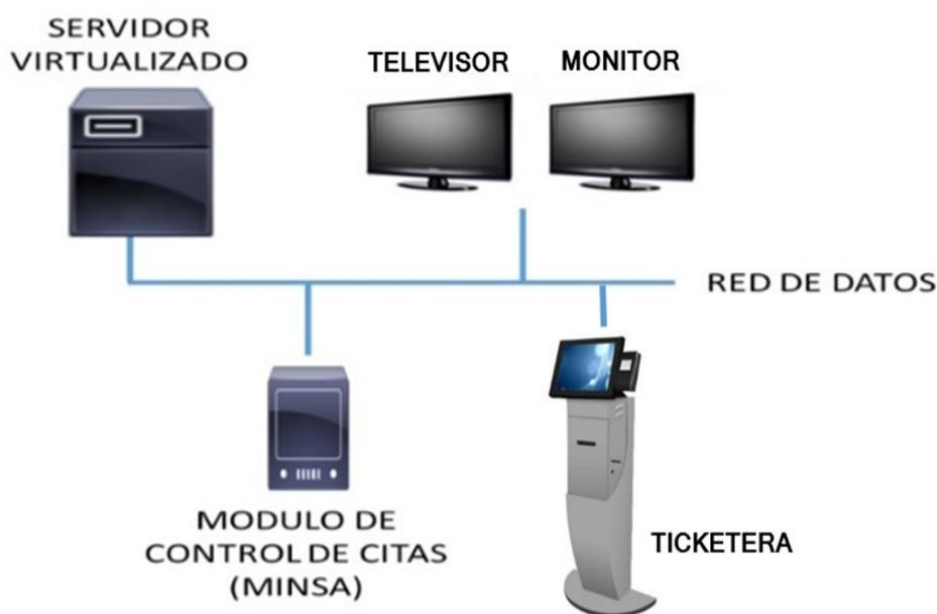 SERVIDOR
VIRTUALIZADO
TELEVISOR
MONITOR
RED DE DATOS
MODULO DE
CONTROL DE CITAS
(MINSA)
TICKETERA